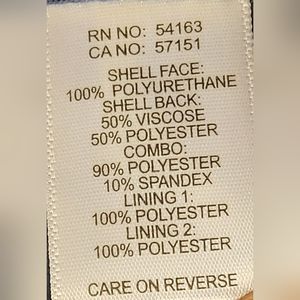 RN NO: 54163
CA NO: 57151
SHELL FACE:
100% POLYURETHANE
SHELL BACK:
50% VISCOSE
50% POLYESTER
COMBO:
90% POLYESTER
10% SPANDEX
LINING 1:
100% POLYESTER
LINING 2:
100% POLYESTER
CARE ON REVERSE